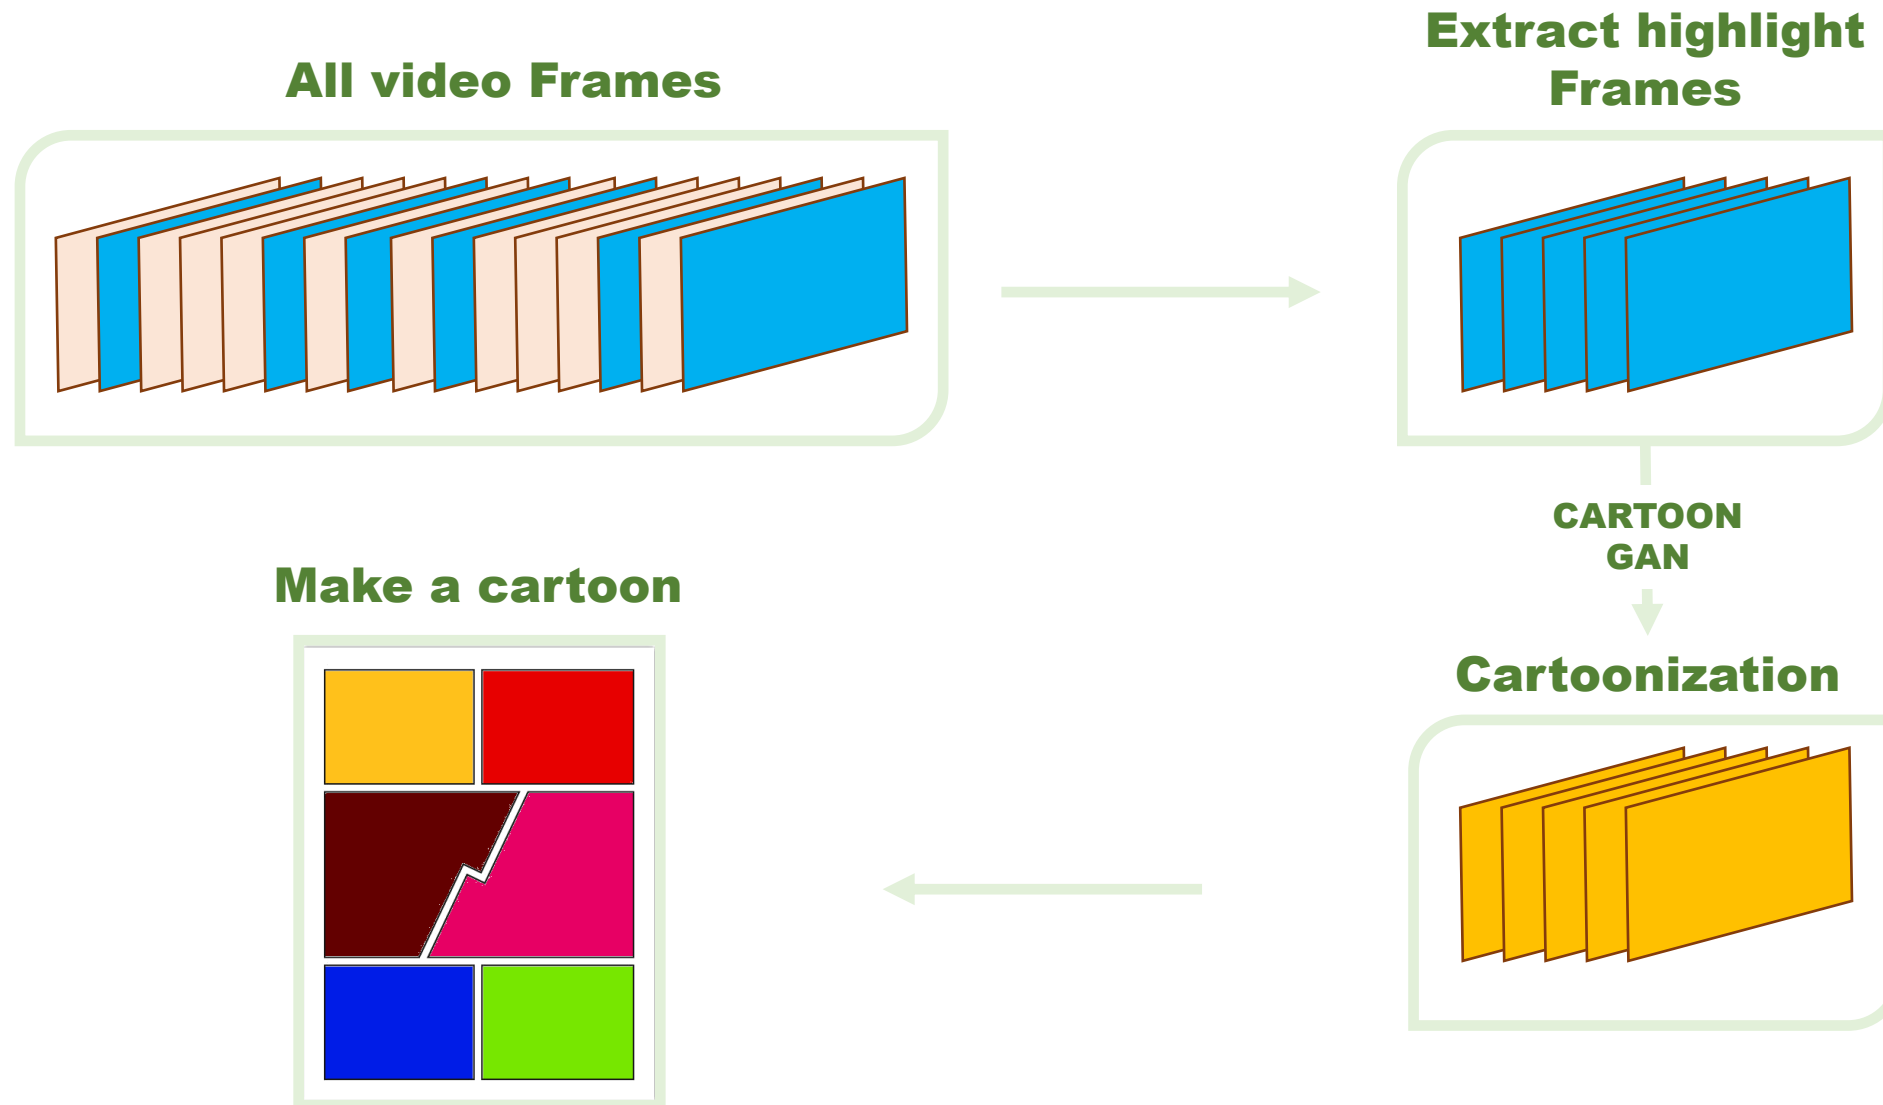 All video Frames
Extract highlight
Frames
CARTOON
GAN
Cartoonization
Make a cartoon